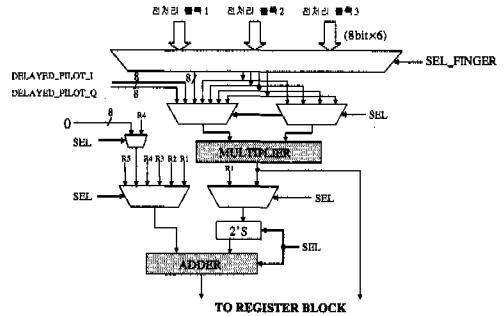 전처리 블록1 전처리 블록2 전처리 블록3
(8bit×6)
SEL_FINGER
DELAYED_PILOT_I 8 8
DELAYED_PILOT_Q 8
0 8 R4 SEL
SEL
MULTIPLIER
R5 R4 R3 R2 R1 R1
SEL SEL
2'S
SEL
ADDER
TO REGISTER BLOCK